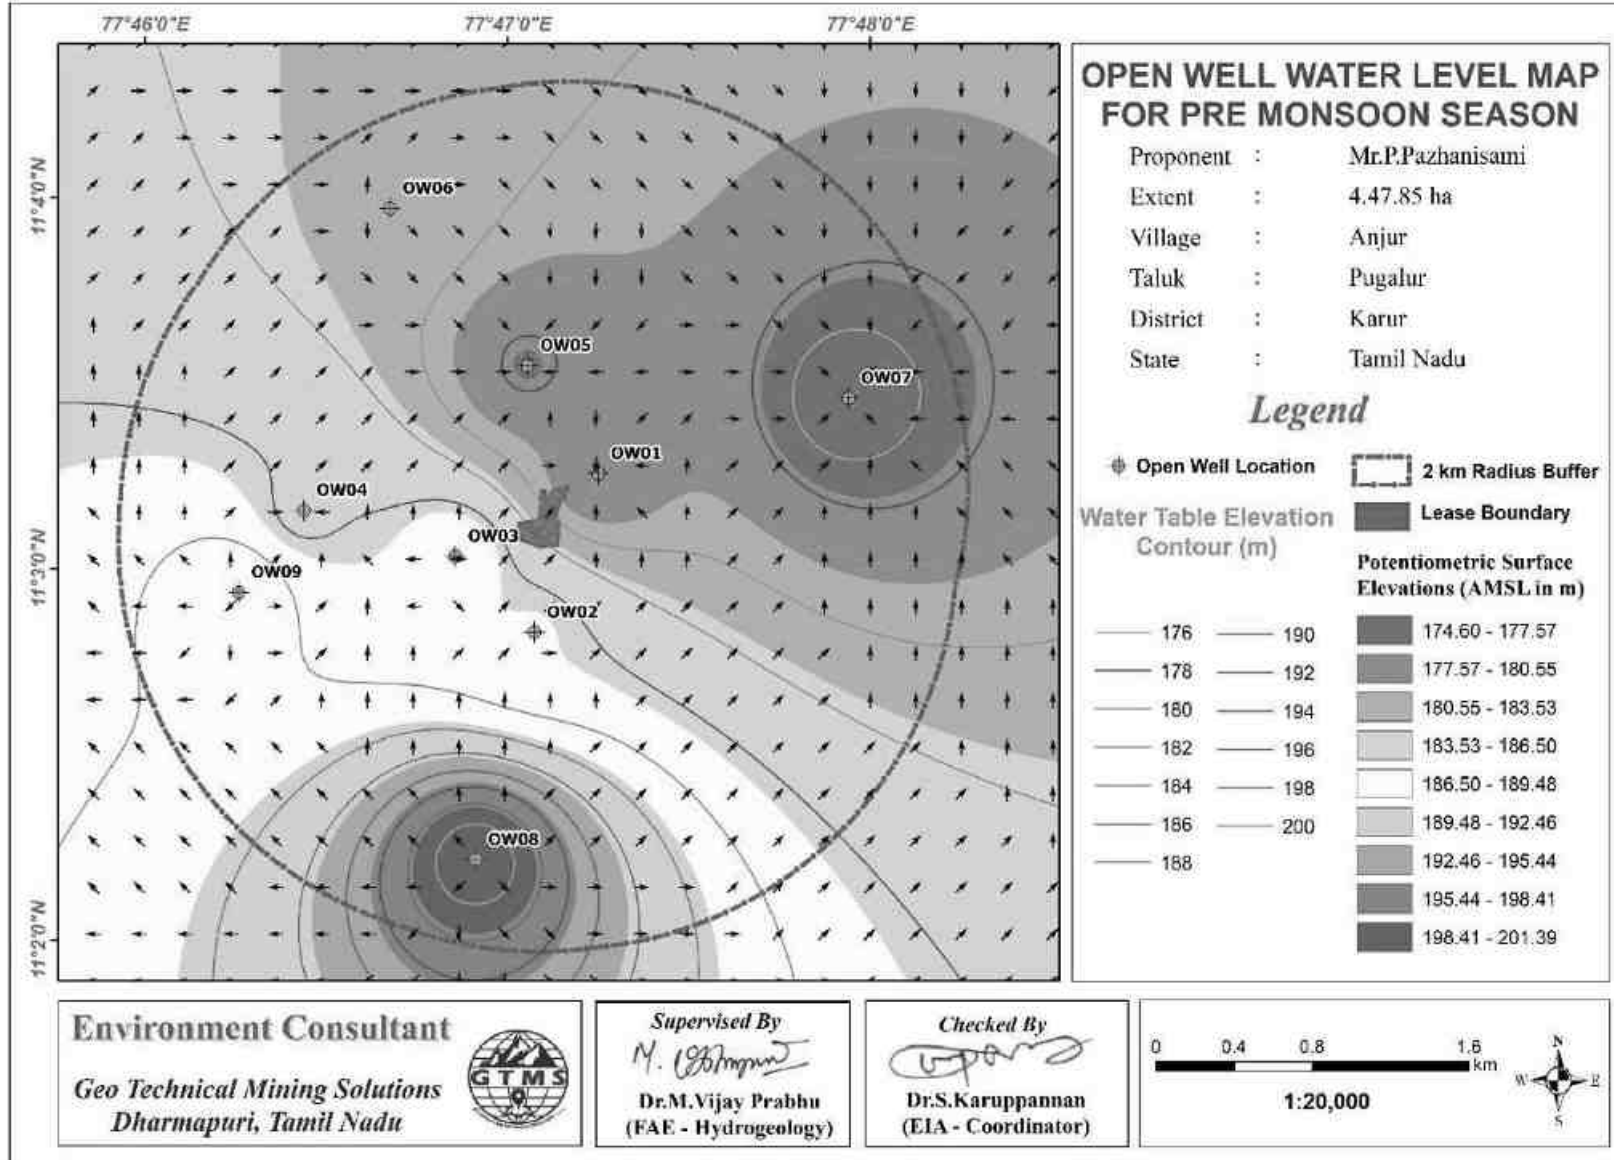 77°46'0"E
77°47'0"E
77°48'0"E
11°4'0"N
11°3'0"N
11°2'0"N
OW06
OW05
OW07
OW01
OW04
OW03
OW09
OW02
OW08
OPEN WELL WATER LEVEL MAP
FOR PRE MONSOON SEASON
Proponent : Mr.P.Pazhanisami
Extent : 4.47.85 ha
Village : Anjur
Taluk : Pugalur
District : Karur
State : Tamil Nadu
Legend
Open Well Location
2 km Radius Buffer
Lease Boundary
Water Table Elevation
Contour (m)
176
178
180
182
184
186
188
190
192
194
196
198
200
Potentiometric Surface
Elevations (AMSL in m)
174.60 - 177.57
177.57 - 180.55
180.55 - 183.53
183.53 - 186.50
186.50 - 189.48
189.48 - 192.46
192.46 - 195.44
195.44 - 198.41
198.41 - 201.39
Environment Consultant
Geo Technical Mining Solutions
Dharmapuri, Tamil Nadu
GTMS
Supervised By
Dr.M.Vijay Prabhu
(FAE - Hydrogeology)
Checked By
Dr.S.Karuppannan
(EIA - Coordinator)
0 0.4 0.8 1.6
km
1:20,000
N
W E
S